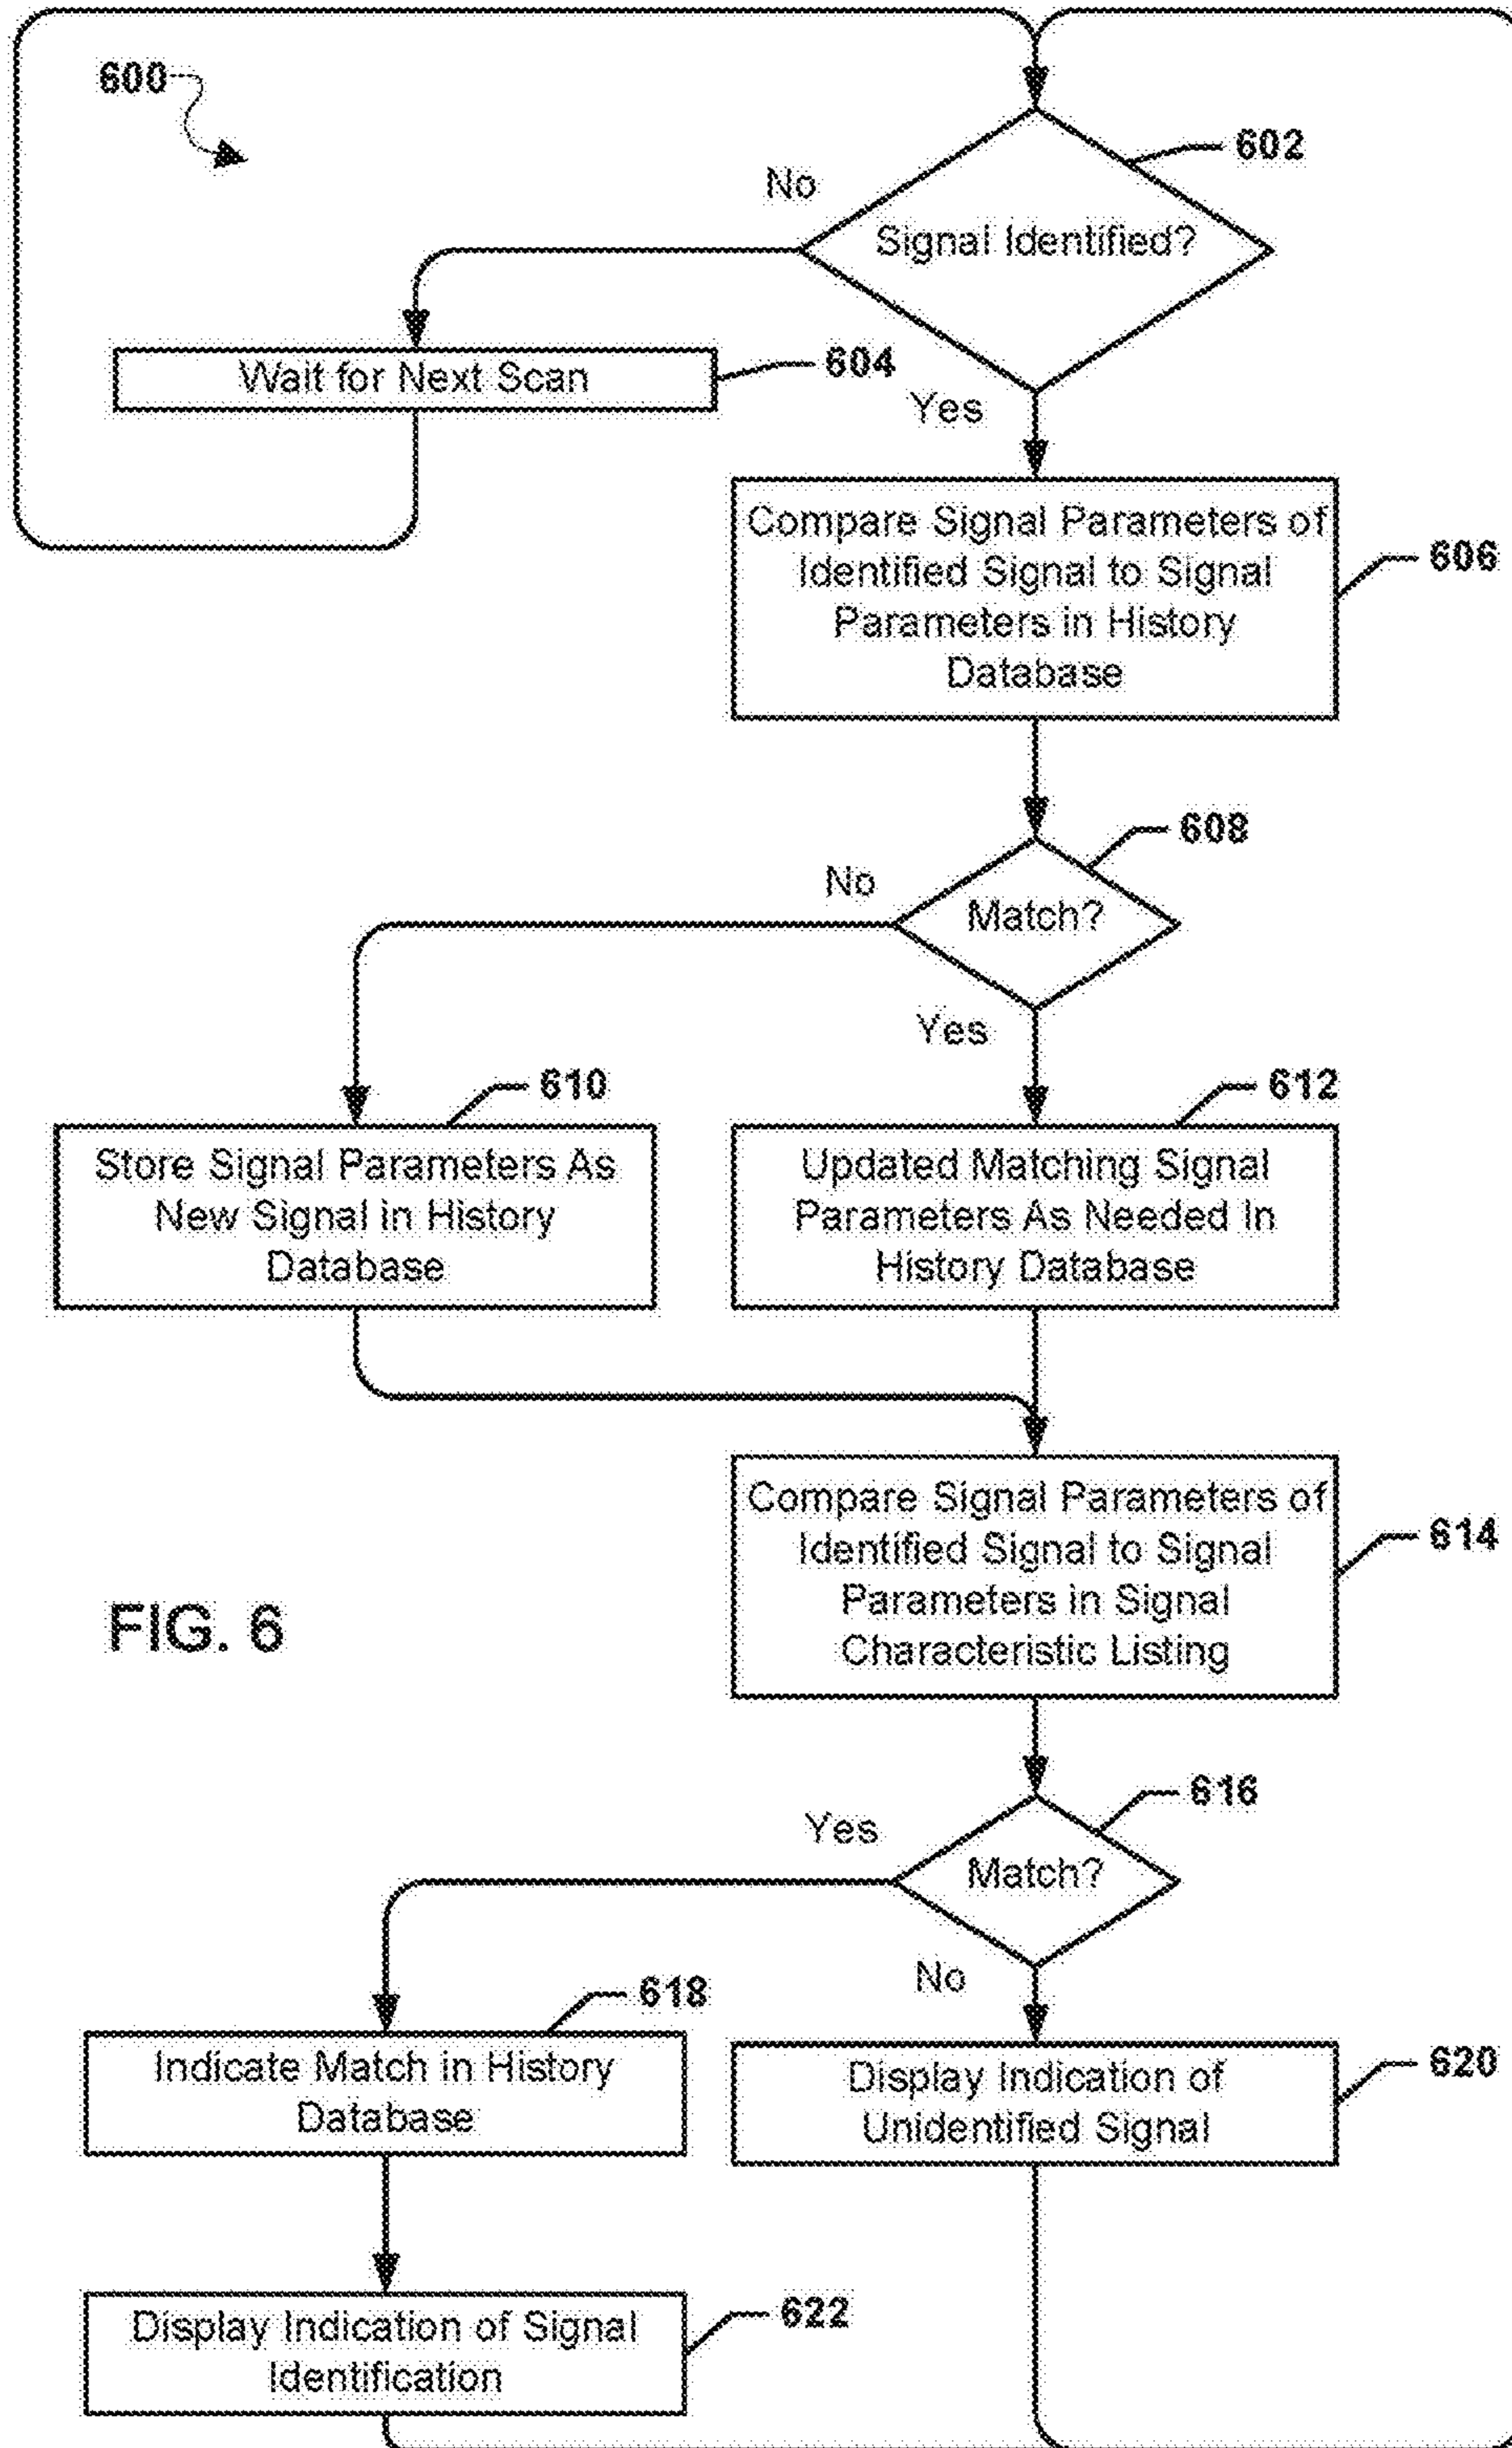 600
602
No
Signal Identified?
Wait for Next Scan
604
Yes
Compare Signal Parameters of
Identified Signal to Signal
Parameters in History
Database
606
608
No
Match?
Yes
610
612
Store Signal Parameters As
New Signal in History
Database
Updated Matching Signal
Parameters As Needed In
History Database
Compare Signal Parameters of
Identified Signal to Signal
Parameters in Signal
Characteristic Listing
614
FIG. 6
616
Yes
Match?
No
618
Indicate Match in History
Database
Display Indication of
Unidentified Signal
620
Display Indication of Signal
Identification
622